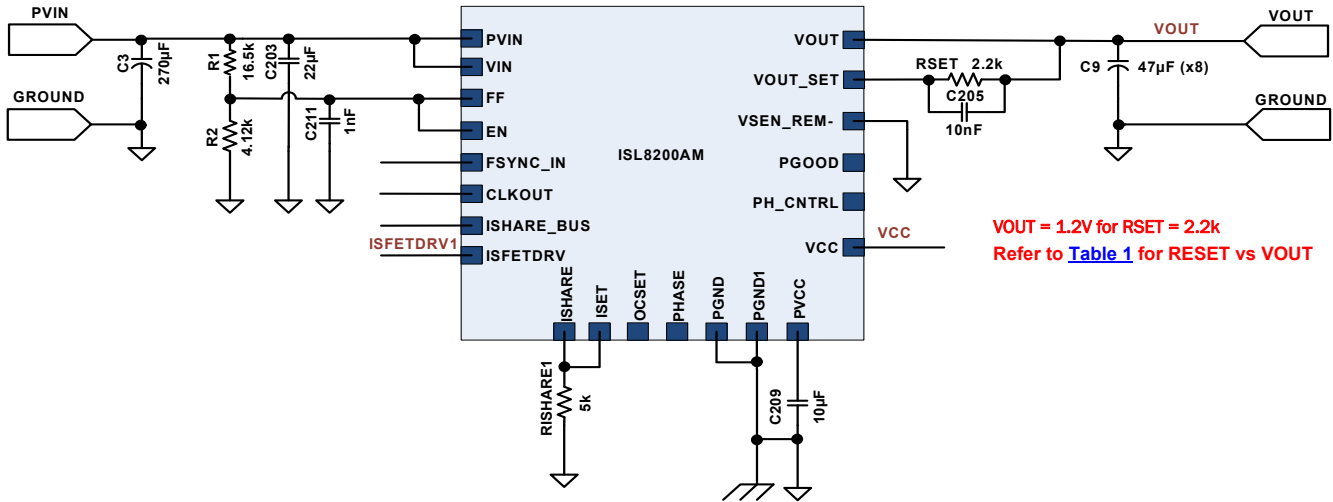 PVIN
GROUND
C3
270µF
R1
16.5k
C203
22µF
R2
4.12k
C211
1nF
PVIN
VIN
FF
EN
FSYNC_IN
CLKOUT
ISHARE_BUS
ISFETDRV1
ISFETDRV
ISL8200AM
VOUT
VOUT_SET
VSEN_REM-
PGOOD
PH_CNTRL
VCC
VCC
RSET 2.2k
C205
10nF
VOUT
VOUT
C9 47µF (x8)
GROUND
VOUT = 1.2V for RSET = 2.2k
Refer to Table 1 for RESET vs VOUT
ISHARE
ISET
OCSET
PHASE
PGND
PGND1
PVCC
RISHARE1
5k
C209
10µF